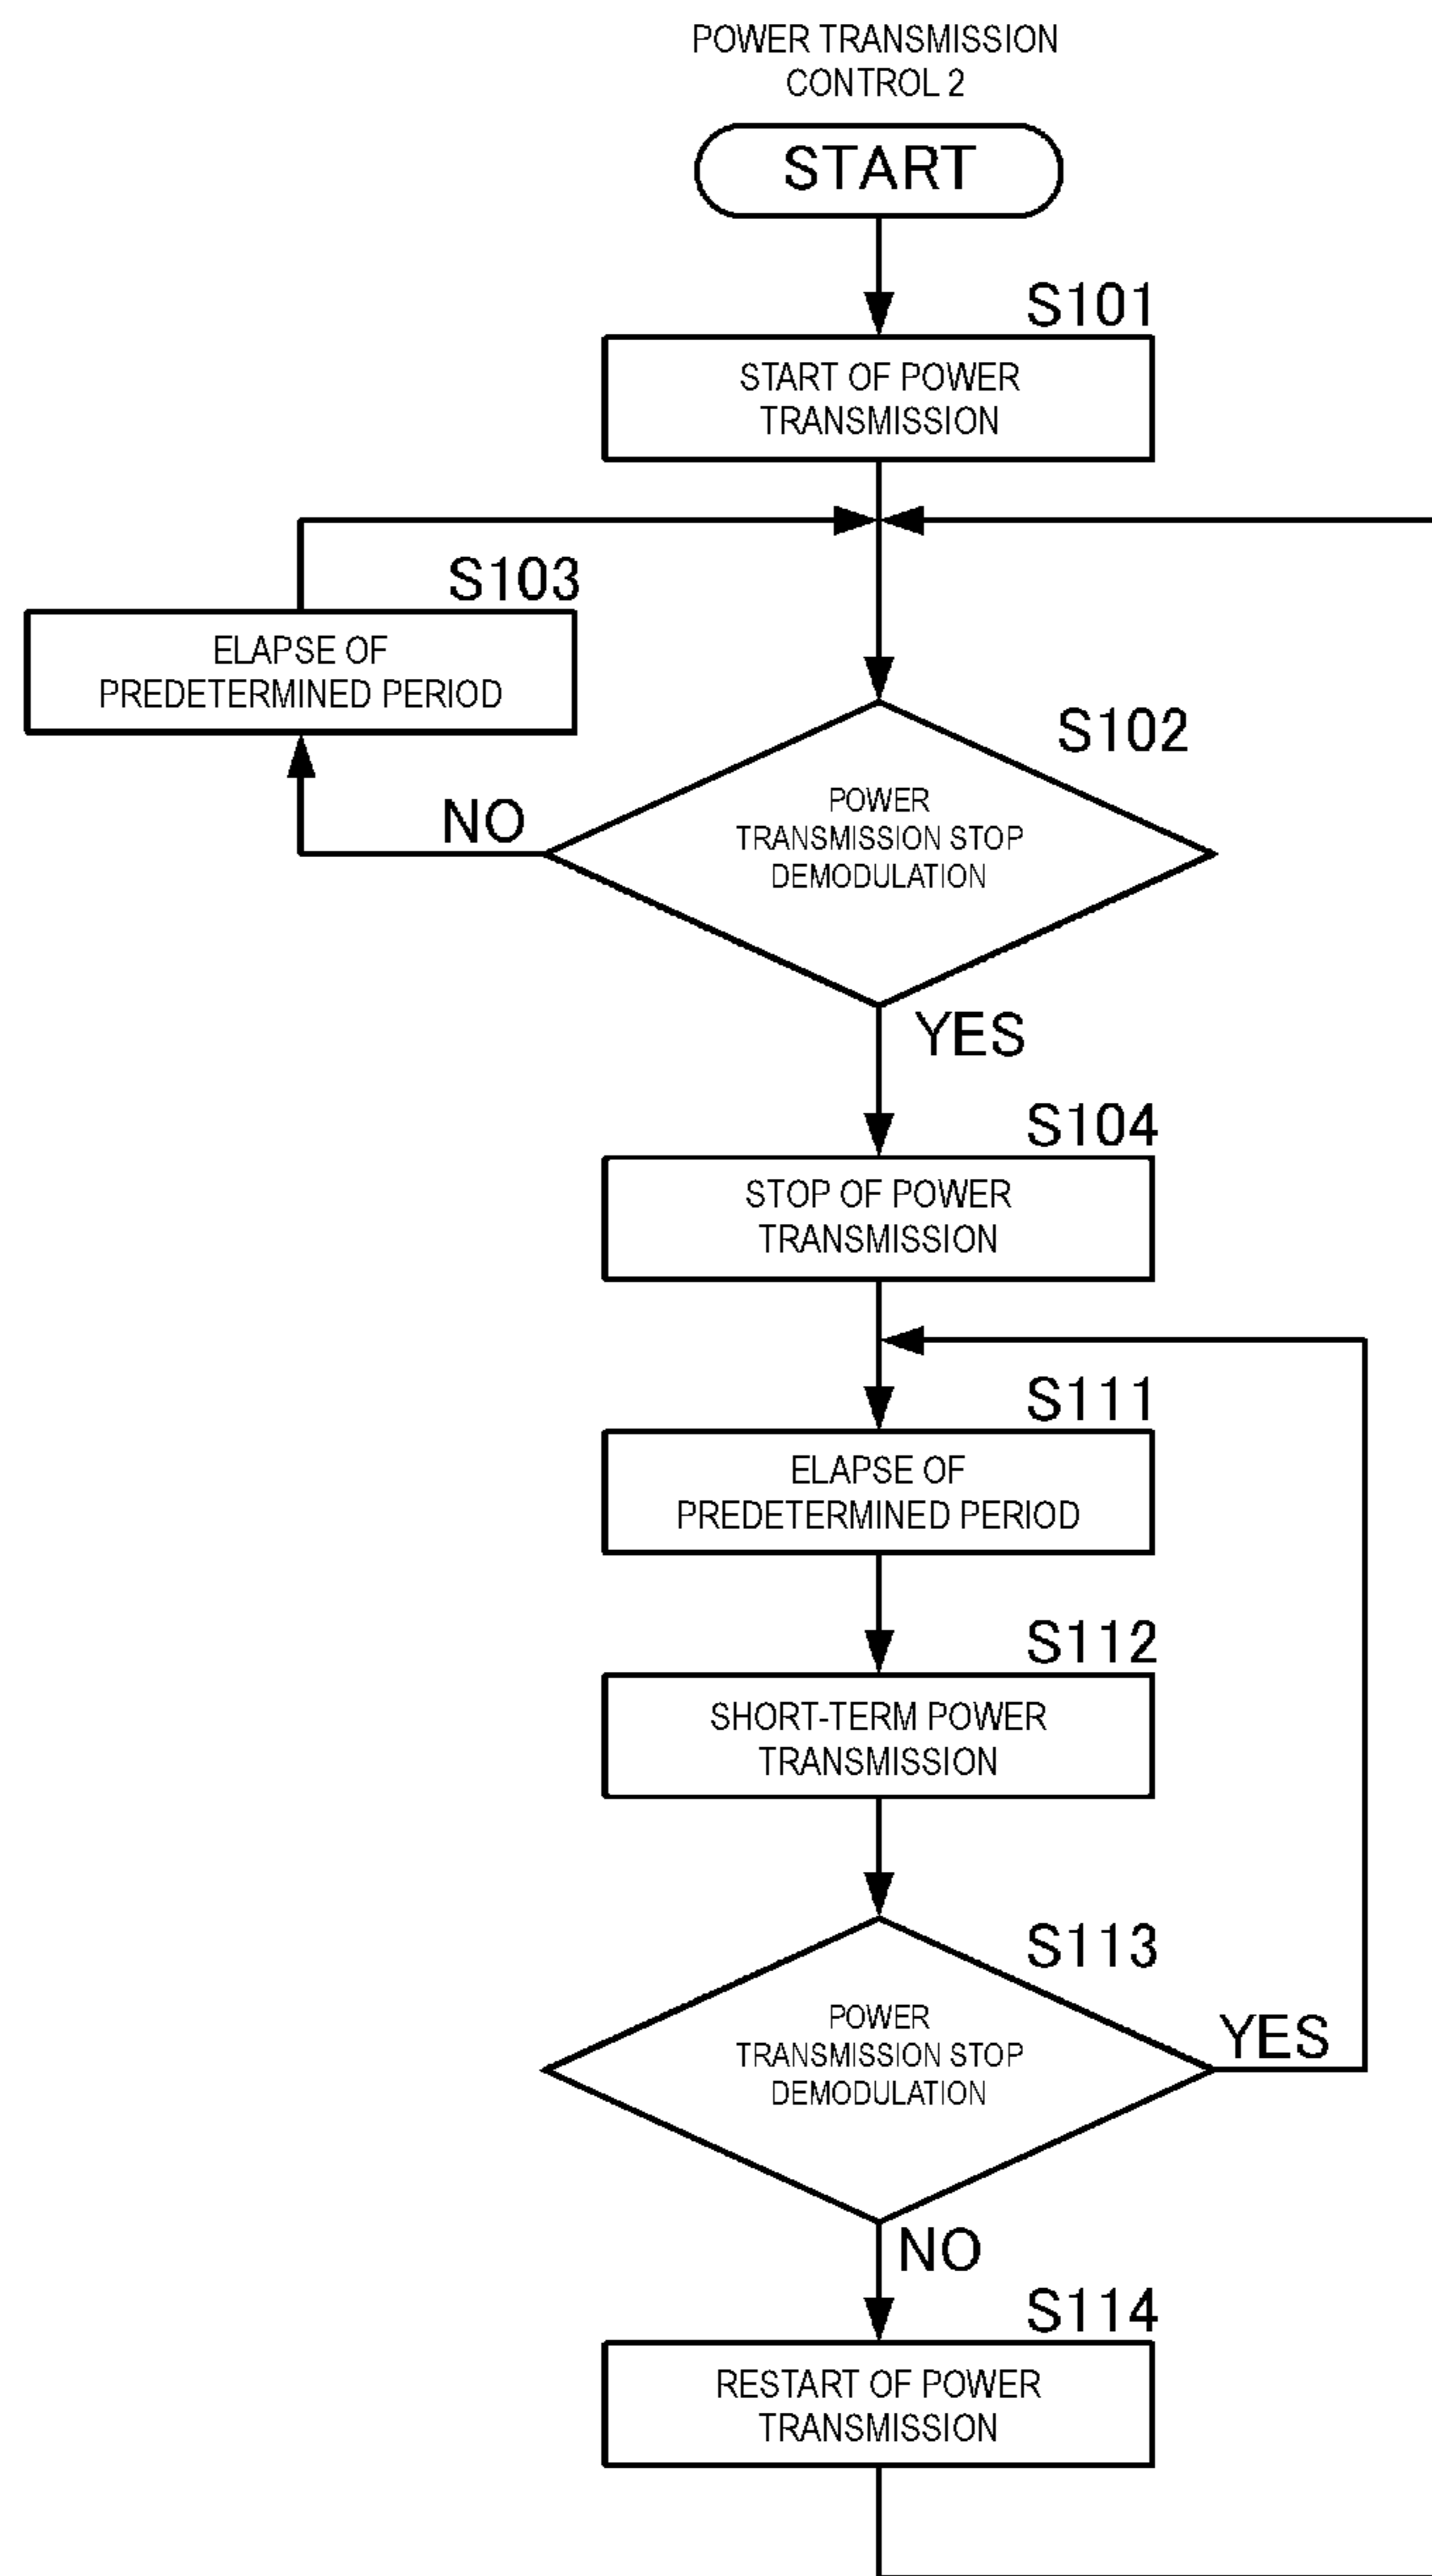 POWER TRANSMISSION
CONTROL 2
START
S101
START OF POWER
TRANSMISSION
S103
ELAPSE OF
PREDETERMINED PERIOD
S102
POWER
TRANSMISSION STOP
DEMODULATION
NO
YES
S104
STOP OF POWER
TRANSMISSION
S111
ELAPSE OF
PREDETERMINED PERIOD
S112
SHORT-TERM POWER
TRANSMISSION
S113
POWER
TRANSMISSION STOP
DEMODULATION
YES
NO
S114
RESTART OF POWER
TRANSMISSION